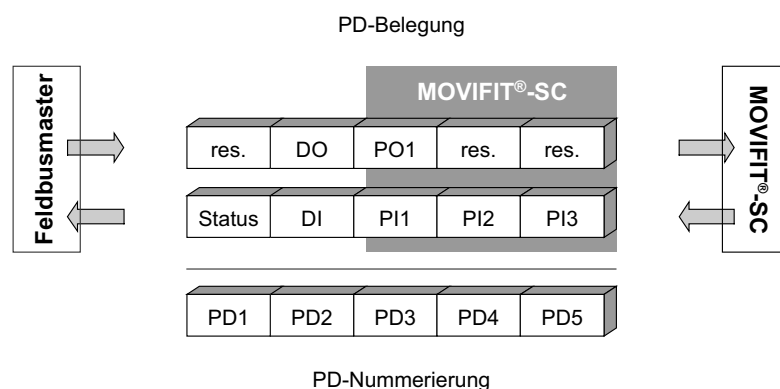 PD-Belegung
Feldbusmaster
MOVIFIT®-SC
MOVIFIT®-SC
res. DO PO1 res. res.
Status DI PI1 PI2 PI3
PD1 PD2 PD3 PD4 PD5
PD-Nummerierung